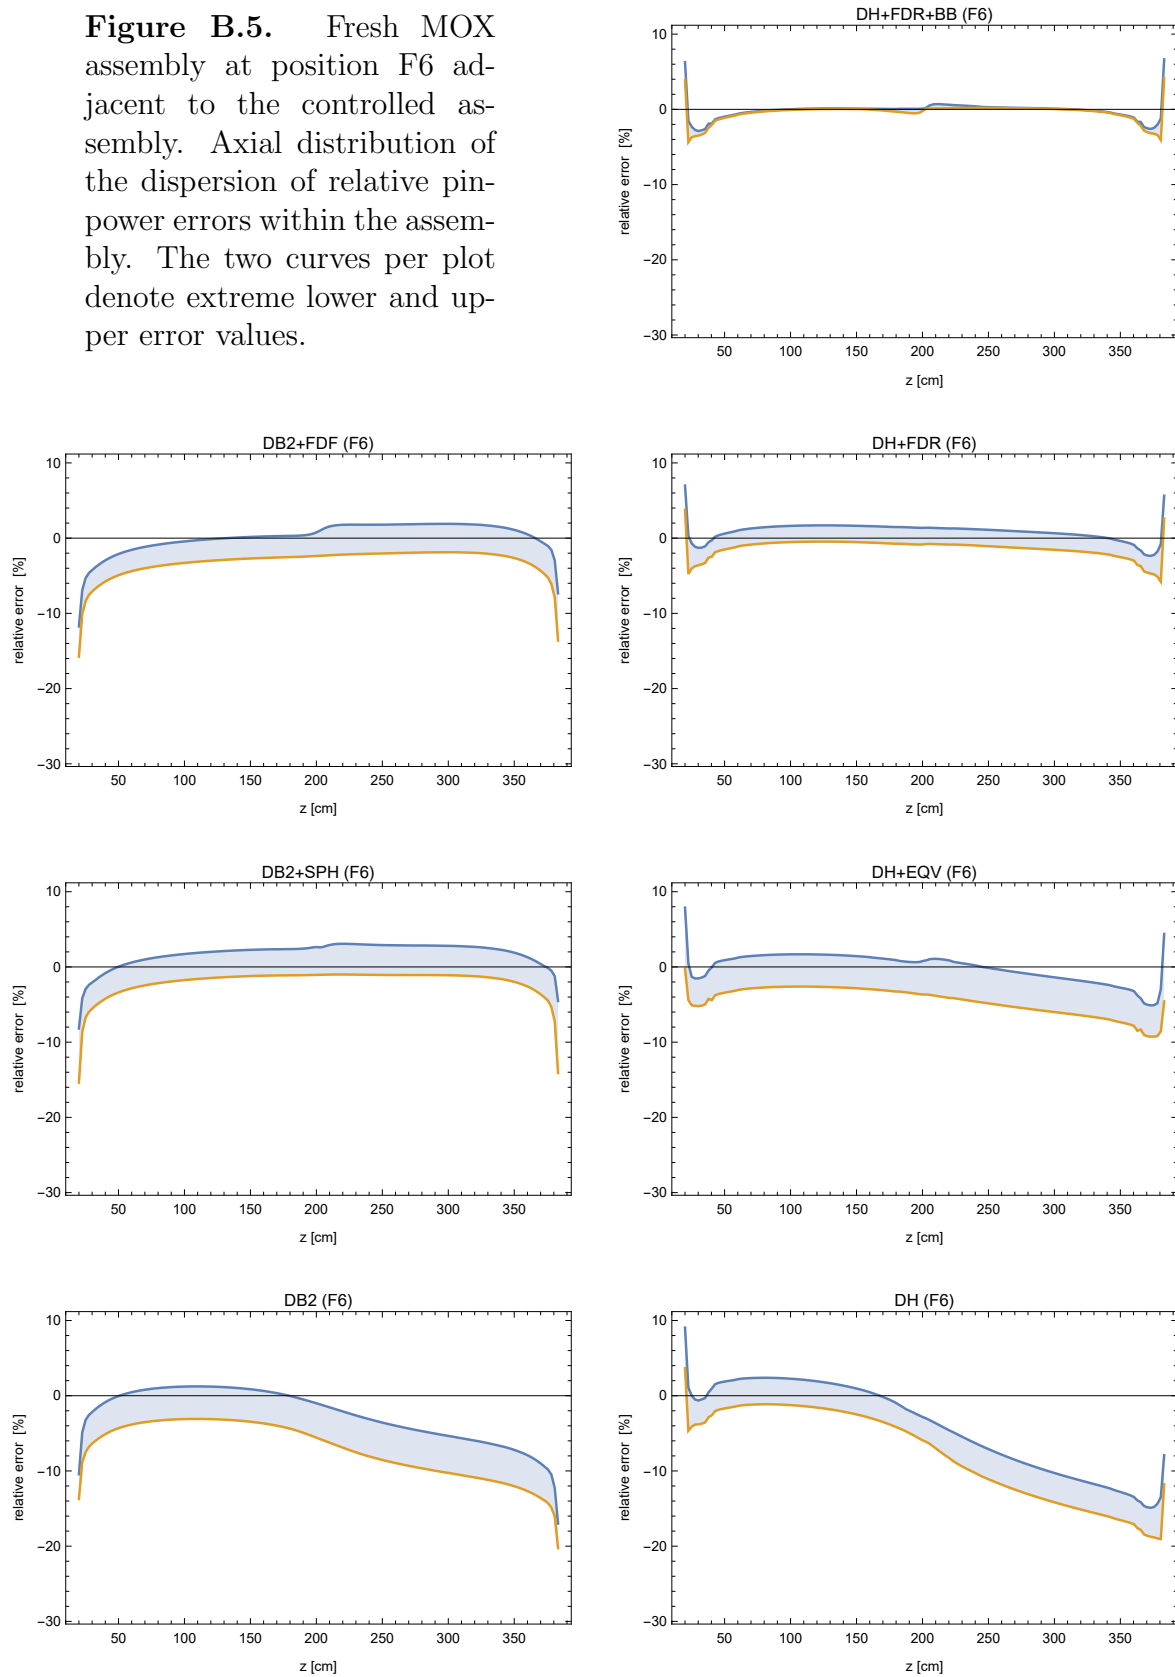 Figure B.5. Fresh MOX
assembly at position F6 ad-
jacent to the controlled as-
sembly. Axial distribution of
the dispersion of relative pin-
power errors within the assem-
bly. The two curves per plot
denote extreme lower and up-
per error values.
DH+FDR+BB (F6)
10
0
−10
−20
−30
relative error [%]
50 100 150 200 250 300 350
z [cm]
DB2+FDF (F6)
10
0
−10
−20
−30
relative error [%]
50 100 150 200 250 300 350
z [cm]
DH+FDR (F6)
10
0
−10
−20
−30
relative error [%]
50 100 150 200 250 300 350
z [cm]
DB2+SPH (F6)
10
0
−10
−20
−30
relative error [%]
50 100 150 200 250 300 350
z [cm]
DH+EQV (F6)
10
0
−10
−20
−30
relative error [%]
50 100 150 200 250 300 350
z [cm]
DB2 (F6)
10
0
−10
−20
−30
relative error [%]
50 100 150 200 250 300 350
z [cm]
DH (F6)
10
0
−10
−20
−30
relative error [%]
50 100 150 200 250 300 350
z [cm]